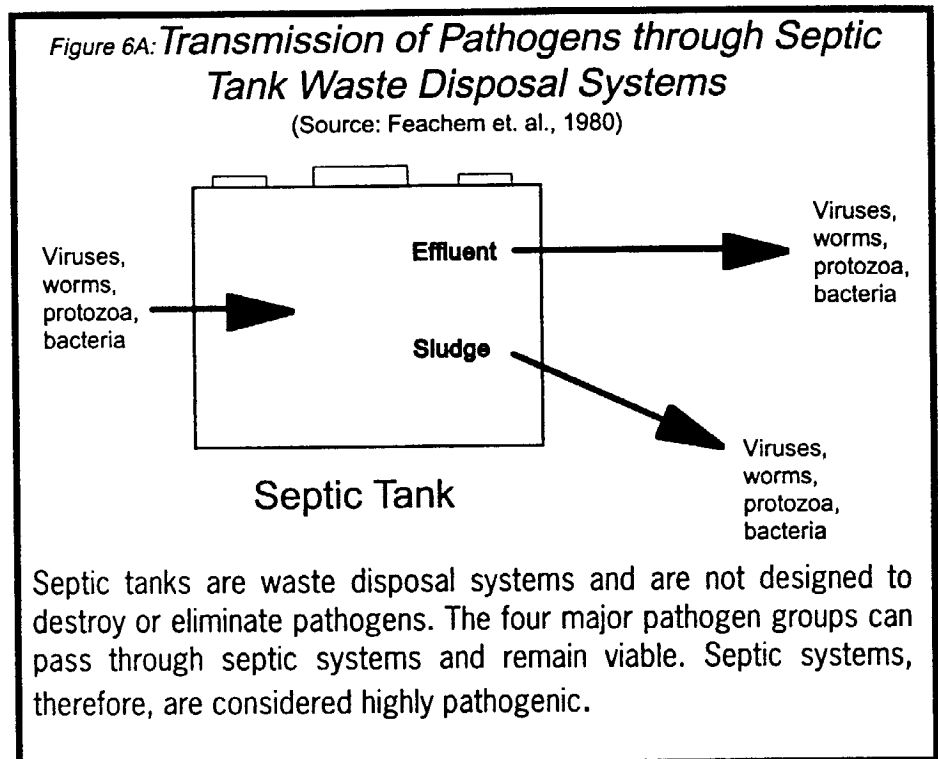 Figure 6A: Transmission of Pathogens through Septic
Tank Waste Disposal Systems
(Source: Feachem et. al., 1980)
Viruses,
worms,
protozoa,
bacteria
Effluent
Sludge
Viruses,
worms,
protozoa,
bacteria
Viruses,
worms,
protozoa,
bacteria
Septic Tank
Septic tanks are waste disposal systems and are not designed to
destroy or eliminate pathogens. The four major pathogen groups can
pass through septic systems and remain viable. Septic systems,
therefore, are considered highly pathogenic.